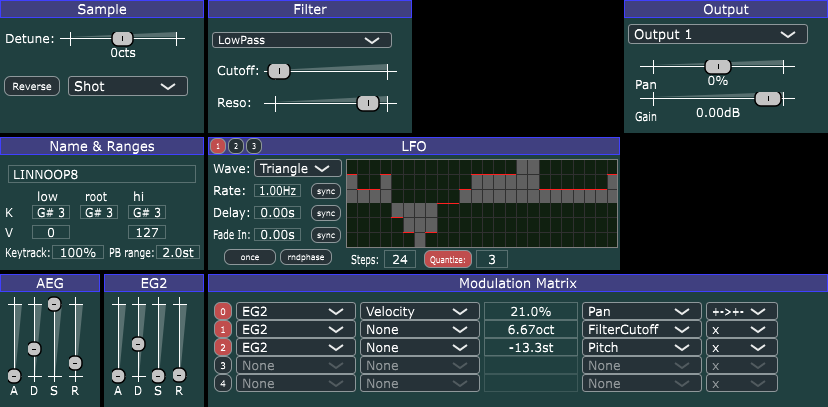 Sample
Filter
Output
Detune:
0cts
LowPass
Output 1
Cutoff:
Pan
0%
Reverse
Shot
Reso:
Gain
0.00dB
Name & Ranges
1 2 3
LFO
LINNOOP8
Wave: Triangle
low root hi
Rate: 1.00Hz sync
K G# 3 G# 3 G# 3
Delay: 0.00s sync
V 0 127
Fade In: 0.00s sync
Keytrack: 100% PB range: 2.0st
once rndphase Steps: 24 Quantize: 3
AEG
EG2
Modulation Matrix
0 EG2 Velocity 21.0% Pan +->+-
1 EG2 None 6.67oct FilterCutoff x
2 EG2 None -13.3st Pitch x
3 None None None x
4 None None None x
A D S R
A D S R